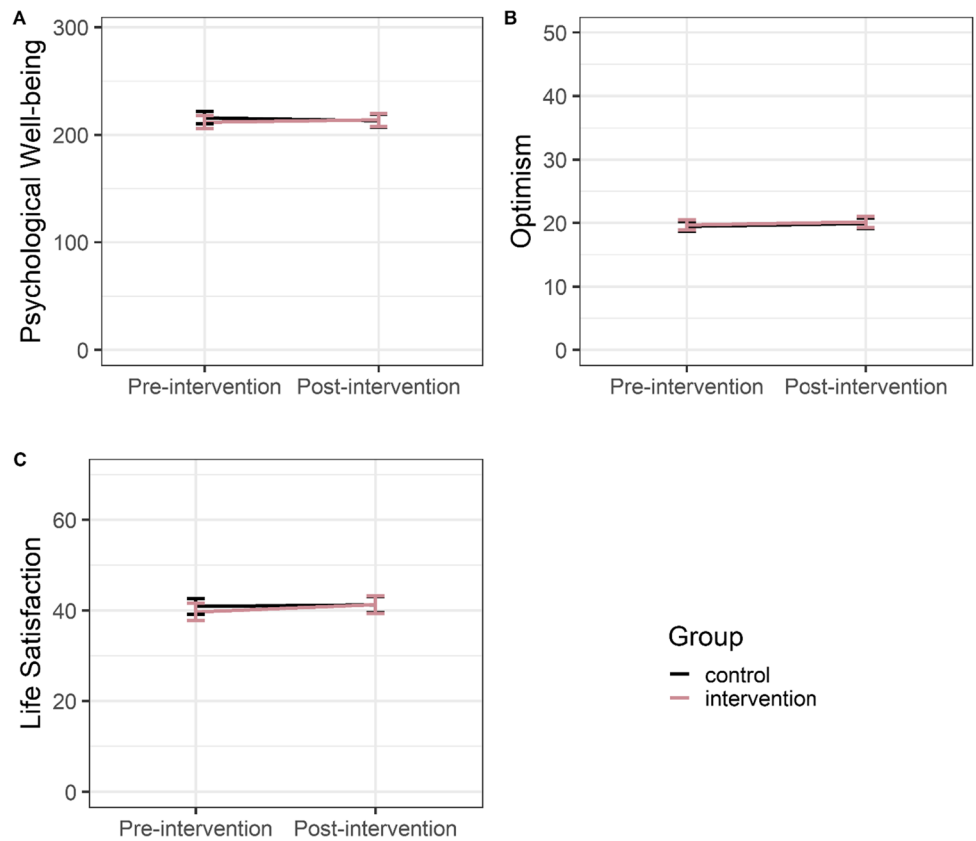 A
Psychological Well-being
300
200
100
0
Pre-intervention Post-intervention
B
Optimism
50
40
30
20
10
0
Pre-intervention Post-intervention
C
Life Satisfaction
60
40
20
0
Pre-intervention Post-intervention
Group
control
intervention